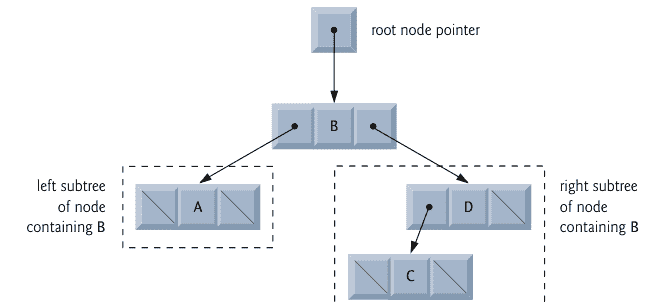 root node pointer
B
left subtree
of node
containing B
A
D
right subtree
of node
containing B
C